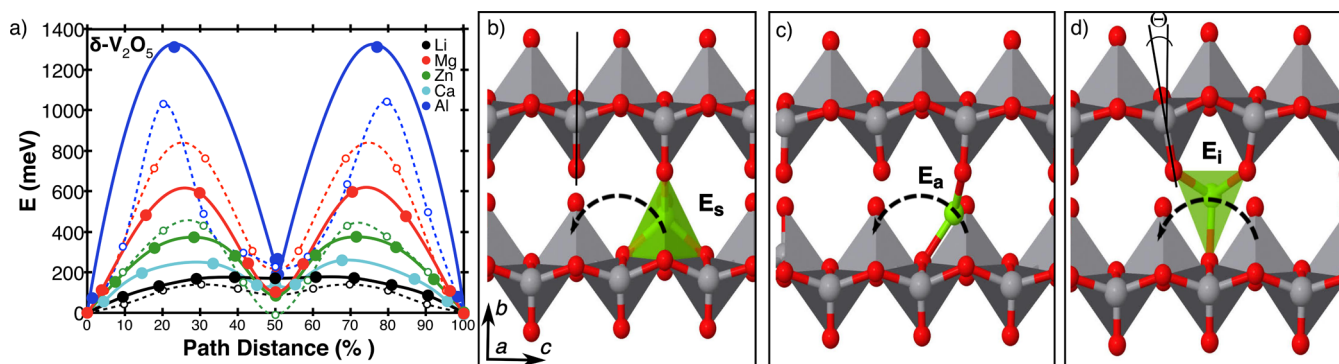 a)
δ-V₂O₅
Li
Mg
Zn
Ca
Al
1400
1200
1000
800
600
400
200
0
E (meV)
0 10 20 30 40 50 60 70 80 90 100
Path Distance (% )
b)
Es
b
a c
c)
Ea
d)
Θ
Ei